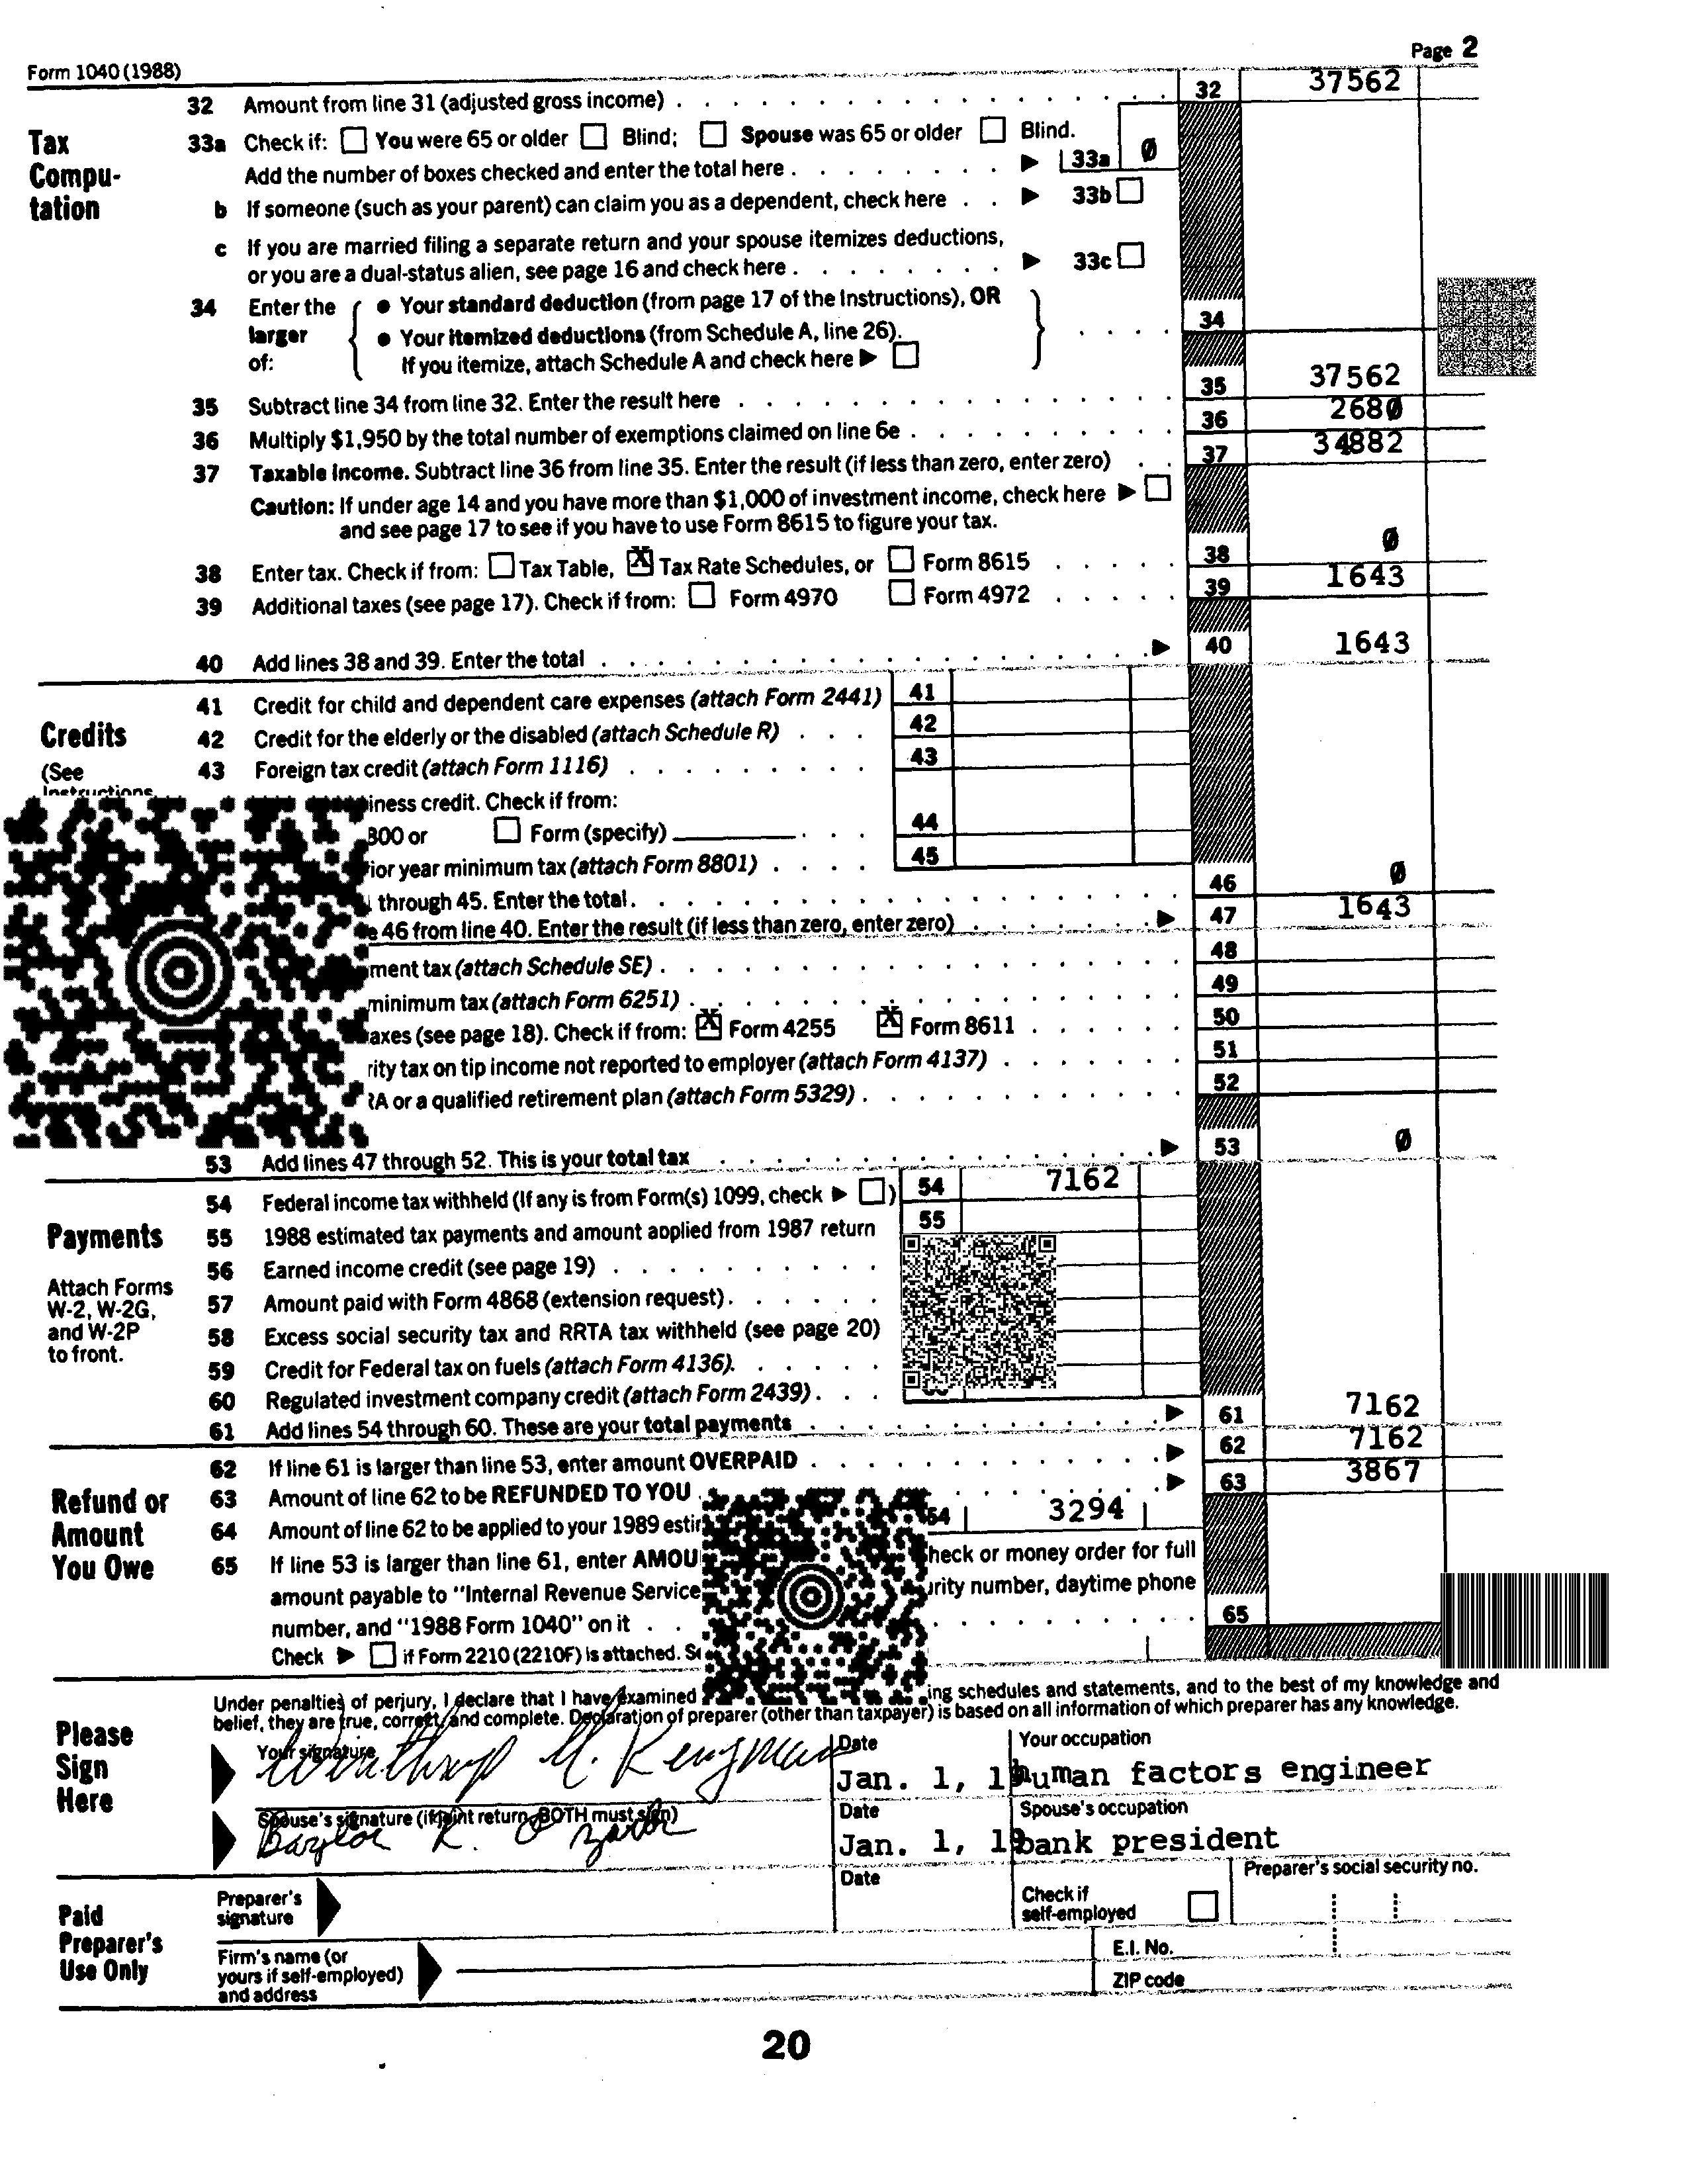 Form 1040 (1988) Page 2
32 Amount from line 31 (adjusted gross income) 32 37562
Tax Compu-tation
33a Check if: You were 65 or older Blind; Spouse was 65 or older Blind.
Add the number of boxes checked and enter the total here 33a 0
b If someone (such as your parent) can claim you as a dependent, check here 33b
c If you are married filing a separate return and your spouse itemizes deductions,
or you are a dual-status alien, see page 16 and check here 33c
34 Enter the larger of: • Your standard deduction (from page 17 of the Instructions), OR
• Your itemized deductions (from Schedule A, line 26). 34
If you itemize, attach Schedule A and check here
35 Subtract line 34 from line 32. Enter the result here 35 37562
36 Multiply $1,950 by the total number of exemptions claimed on line 6e 36 2680
37 Taxable income. Subtract line 36 from line 35. Enter the result (if less than zero, enter zero) 37 34882
Caution: If under age 14 and you have more than $1,000 of investment income, check here
and see page 17 to see if you have to use Form 8615 to figure your tax.
38 Enter tax. Check if from: Tax Table, X Tax Rate Schedules, or Form 8615 38 0
39 Additional taxes (see page 17). Check if from: Form 4970 Form 4972 39 1643
40 Add lines 38 and 39. Enter the total 40 1643
41 Credit for child and dependent care expenses (attach Form 2441) 41
Credits
42 Credit for the elderly or the disabled (attach Schedule R) 42
(See Instructions
43 Foreign tax credit (attach Form 1116) 43
iness credit. Check if from:
800 or Form (specify) 44
ior year minimum tax (attach Form 8801) 45
through 45. Enter the total. 46 0
e 46 from line 40. Enter the result (if less than zero, enter zero) 47 1643
ment tax (attach Schedule SE) 48
minimum tax (attach Form 6251) 49
axes (see page 18). Check if from: X Form 4255 X Form 8611 50
rity tax on tip income not reported to employer (attach Form 4137) 51
RA or a qualified retirement plan (attach Form 5329) 52
53 Add lines 47 through 52. This is your total tax 53 0
54 Federal income tax withheld (If any is from Form(s) 1099, check ) 54 7162
Payments
55 1988 estimated tax payments and amount applied from 1987 return 55
56 Earned income credit (see page 19)
Attach Forms W-2, W-2G, and W-2P to front.
57 Amount paid with Form 4868 (extension request)
58 Excess social security tax and RRTA tax withheld (see page 20)
59 Credit for Federal tax on fuels (attach Form 4136)
60 Regulated investment company credit (attach Form 2439)
61 Add lines 54 through 60. These are your total payments 61 7162
62 If line 61 is larger than line 53, enter amount OVERPAID 62 7162
Refund or Amount You Owe
63 Amount of line 62 to be REFUNDED TO YOU 63 3867
64 Amount of line 62 to be applied to your 1989 esti 64 3294
65 If line 53 is larger than line 61, enter AMOU heck or money order for full
amount payable to "Internal Revenue Service urity number, daytime phone
number, and "1988 Form 1040" on it 65
Check if Form 2210 (2210F) is attached. Se
Under penalties of perjury, I declare that I have examined ing schedules and statements, and to the best of my knowledge and
belief, they are true, correct, and complete. Declaration of preparer (other than taxpayer) is based on all information of which preparer has any knowledge.
Please Sign Here
Your signature Date Your occupation
Winthrop M. Kengman Jan. 1, 19 human factors engineer
Spouse's signature (if joint return, BOTH must sign) Date Spouse's occupation
Baylor R. Jan. 1, 19 bank president
Paid Preparer's Use Only
Preparer's signature Date Check if self-employed Preparer's social security no.
Firm's name (or yours if self-employed) and address E.I. No.
ZIP code
20